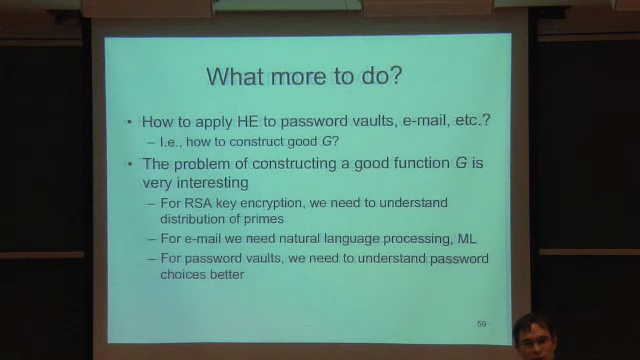 What more to do?
• How to apply HE to password vaults, e-mail, etc.?
– I.e., how to construct good G?
• The problem of constructing a good function G is
very interesting
– For RSA key encryption, we need to understand
distribution of primes
– For e-mail we need natural language processing, ML
– For password vaults, we need to understand password
choices better
59